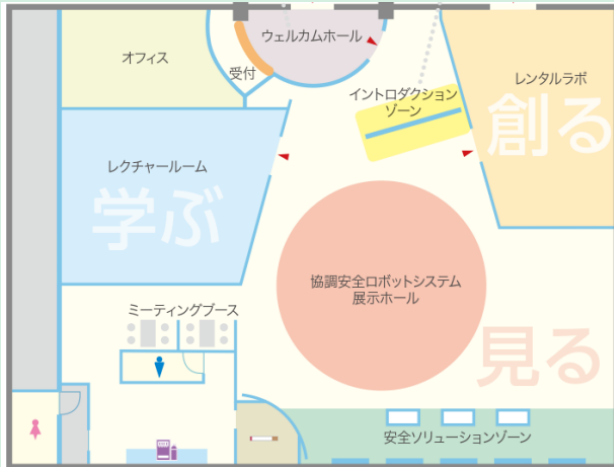 ウェルカムホール
オフィス
受付
レンタルラボ
イントロダクション
ゾーン
創る
レクチャールーム
学ぶ
協調安全ロボットシステム
展示ホール
ミーティングブース
見る
安全ソリューションゾーン